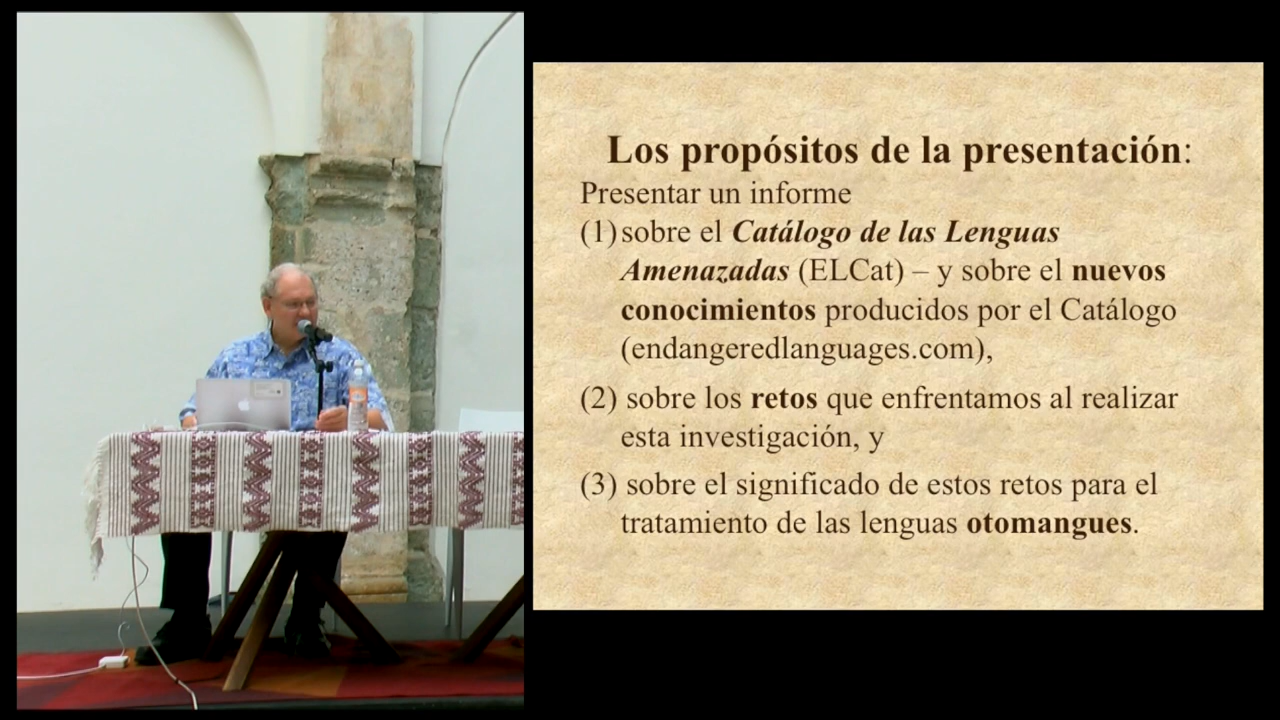 Los propósitos de la presentación:
Presentar un informe
(1) sobre el Catálogo de las Lenguas
Amenazadas (ELCat) – y sobre el nuevos
conocimientos producidos por el Catálogo
(endangeredlanguages.com),
(2) sobre los retos que enfrentamos al realizar
esta investigación, y
(3) sobre el significado de estos retos para el
tratamiento de las lenguas otomangues.